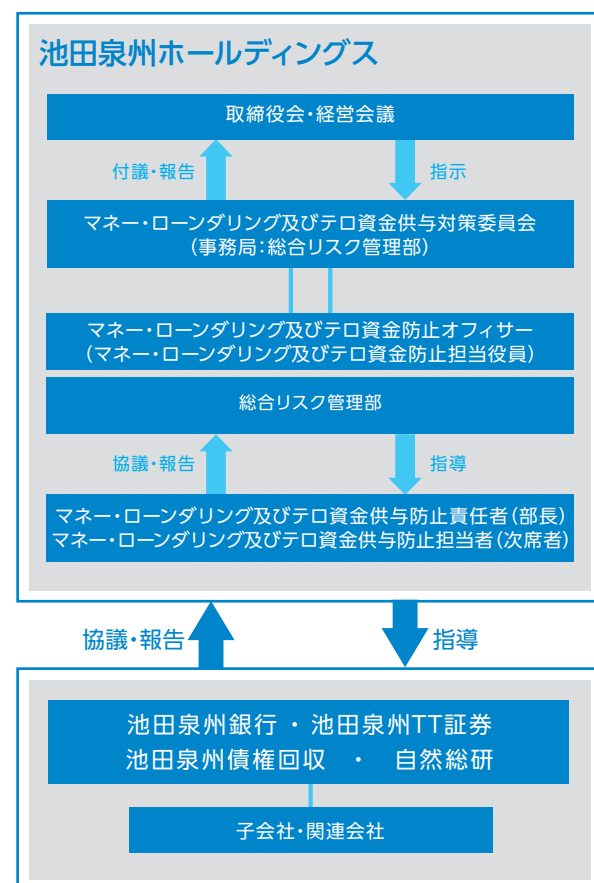 池田泉州ホールディングス
取締役会・経営会議
付議・報告
指示
マネー・ローンダリング及びテロ資金供与対策委員会
(事務局:総合リスク管理部)
マネー・ローンダリング及びテロ資金防止オフィサー
(マネー・ローンダリング及びテロ資金防止担当役員)
総合リスク管理部
協議・報告
指導
マネー・ローンダリング及びテロ資金供与防止責任者(部長)
マネー・ローンダリング及びテロ資金供与防止担当者(次席者)
協議・報告
指導
池田泉州銀行 ・ 池田泉州TT証券
池田泉州債権回収 ・ 自然総研
子会社・関連会社